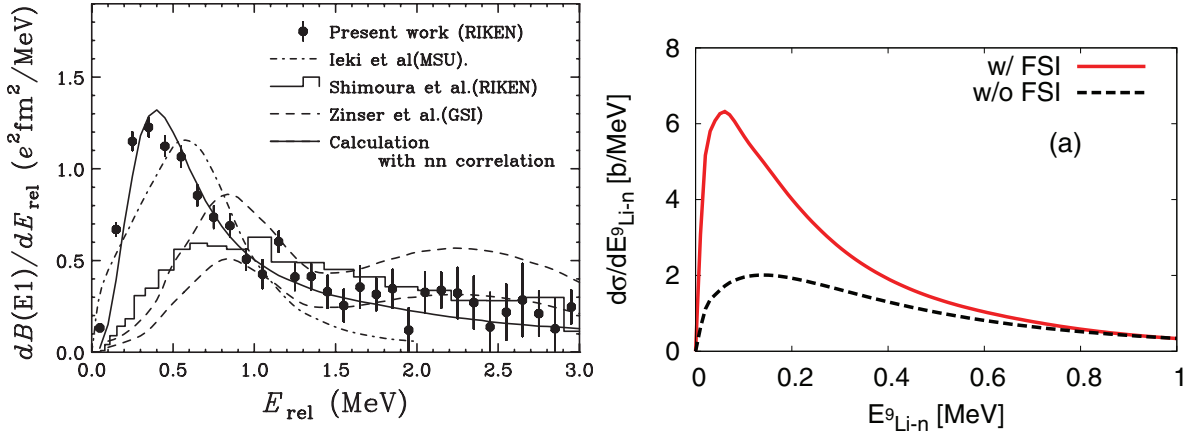 dB(E1)/dE_rel (e²fm²/MeV)
1.5
1.0
0.5
0.0
Present work (RIKEN)
Ieki et al(MSU).
Shimoura et al.(RIKEN)
Zinser et al.(GSI)
Calculation
with nn correlation
0.0 0.5 1.0 1.5 2.0 2.5 3.0
E_rel (MeV)
dσ/dE⁹Li-n [b/MeV]
8
6
4
2
0
w/ FSI
w/o FSI
(a)
0 0.2 0.4 0.6 0.8 1
E⁹Li-n [MeV]